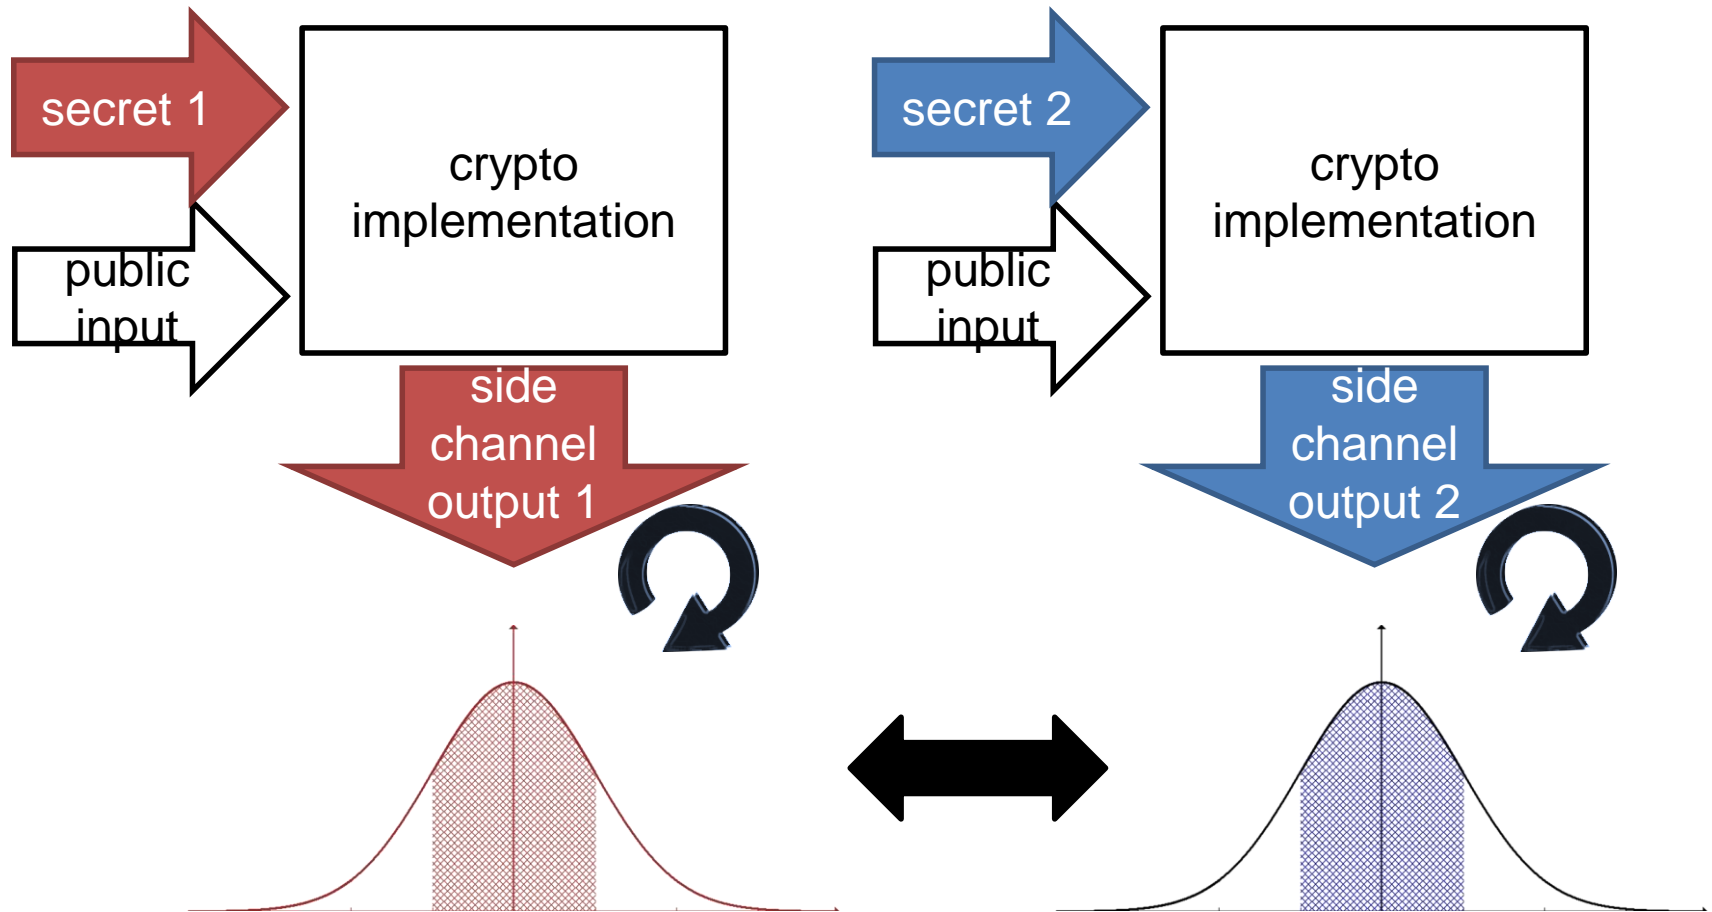 secret 1
crypto
implementation
public
input
side
channel
output 1
secret 2
crypto
implementation
public
input
side
channel
output 2